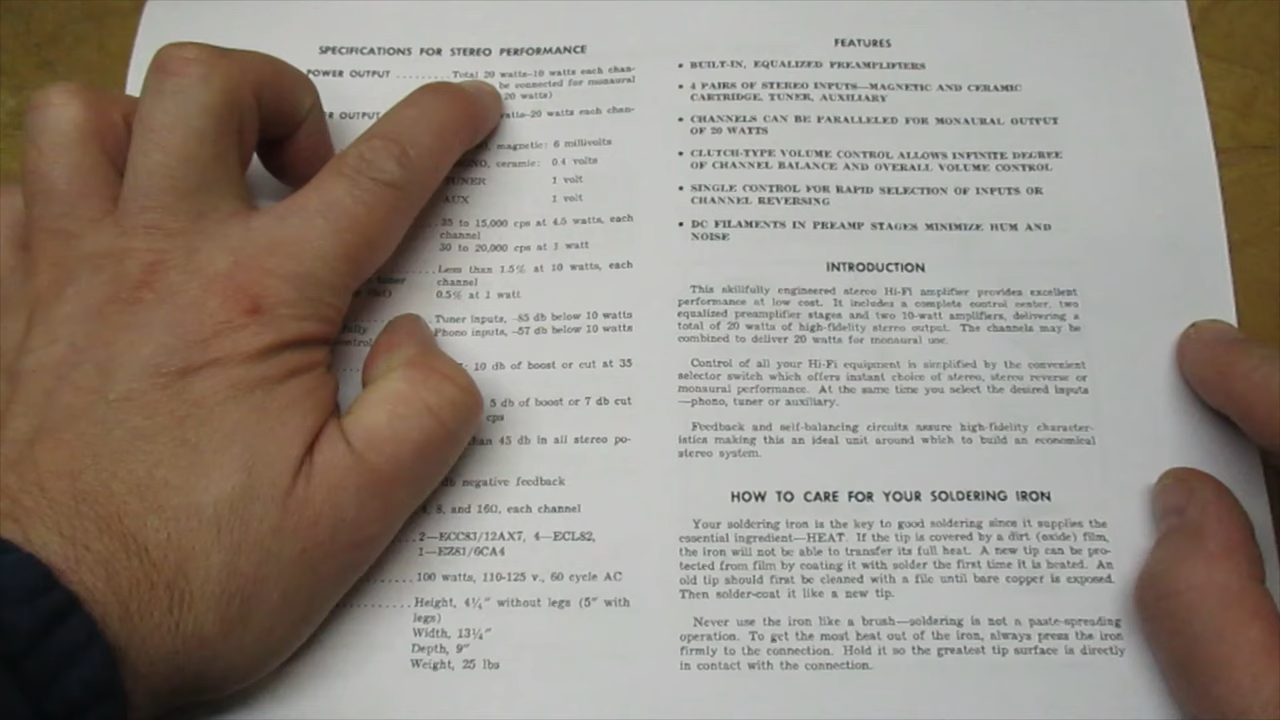 SPECIFICATIONS FOR STEREO PERFORMANCE
POWER OUTPUT ......... Total 20 watts—10 watts each chan-
be connected for monaural
20 watts)
OUTPUT watts—20 watts each chan-
magnetic: 6 millivolts
ceramic: 0.4 volts
TUNER 1 volt
AUX 1 volt
35 to 15,000 cps at 4.5 watts, each
channel
30 to 20,000 cps at 1 watt
Less than 1.5% at 10 watts, each
channel
0.5% at 1 watt
Tuner inputs, -85 db below 10 watts
Phono inputs, -57 db below 10 watts
10 db of boost or cut at 35
5 db of boost or 7 db cut
cps
45 db in all stereo po-
db negative feedback
8, and 16Ω, each channel
2—ECC83/12AX7, 4—ECL82,
1—EZ81/6CA4
100 watts, 110-125 v., 60 cycle AC
Height, 4¼" without legs (5" with
legs)
Width, 13¼"
Depth, 9"
Weight, 25 lbs
FEATURES
• BUILT-IN, EQUALIZED PREAMPLIFIERS
• 4 PAIRS OF STEREO INPUTS—MAGNETIC AND CERAMIC
CARTRIDGE, TUNER, AUXILIARY
• CHANNELS CAN BE PARALLELED FOR MONAURAL OUTPUT
OF 20 WATTS
• CLUTCH-TYPE VOLUME CONTROL ALLOWS INFINITE DEGREE
OF CHANNEL BALANCE AND OVERALL VOLUME CONTROL
• SINGLE CONTROL FOR RAPID SELECTION OF INPUTS OR
CHANNEL REVERSING
• DC FILAMENTS IN PREAMP STAGES MINIMIZE HUM AND
NOISE
INTRODUCTION
This skillfully engineered stereo Hi-Fi amplifier provides excellent
performance at low cost. It includes a complete control center, two
equalized preamplifier stages and two 10-watt amplifiers, delivering a
total of 20 watts of high-fidelity stereo output. The channels may be
combined to deliver 20 watts for monaural use.
Control of all your Hi-Fi equipment is simplified by the convenient
selector switch which offers instant choice of stereo, stereo reverse or
monaural performance. At the same time you select the desired inputs
—phono, tuner or auxiliary.
Feedback and self-balancing circuits assure high-fidelity character-
istics making this an ideal unit around which to build an economical
stereo system.
HOW TO CARE FOR YOUR SOLDERING IRON
Your soldering iron is the key to good soldering since it supplies the
essential ingredient—HEAT. If the tip is covered by a dirt (oxide) film,
the iron will not be able to transfer its full heat. A new tip can be pro-
tected from film by coating it with solder the first time it is heated. An
old tip should first be cleaned with a file until bare copper is exposed.
Then solder-coat it like a new tip.
Never use the iron like a brush—soldering is not a paste-spreading
operation. To get the most heat out of the iron, always press the iron
firmly to the connection. Hold it so the greatest tip surface is directly
in contact with the connection.